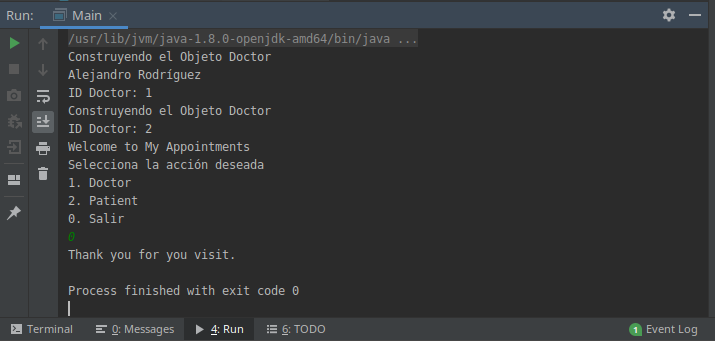 Run: Main
/usr/lib/jvm/java-1.8.0-openjdk-amd64/bin/java ...
Construyendo el Objeto Doctor
Alejandro Rodríguez
ID Doctor: 1
Construyendo el Objeto Doctor
ID Doctor: 2
Welcome to My Appointments
Selecciona la acción deseada
1. Doctor
2. Patient
0. Salir
0
Thank you for you visit.
Process finished with exit code 0
Terminal 0: Messages 4: Run 6: TODO 1 Event Log